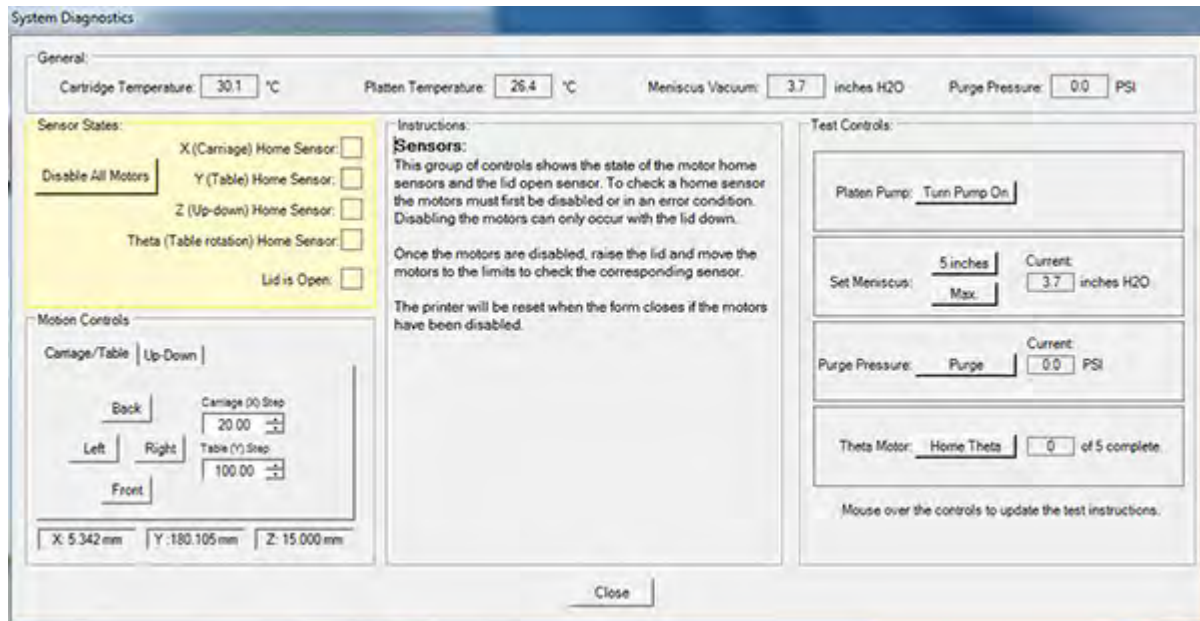 System Diagnostics
General:
Cartridge Temperature: 30.1 °C Platten Temperature: 26.4 °C Meniscus Vacuum: 3.7 inches H2O Purge Pressure: 0.0 PSI
Sensor States:
X (Carriage) Home Sensor:
Disable All Motors
Y (Table) Home Sensor:
Z (Up-down) Home Sensor:
Theta (Table rotation) Home Sensor:
Lid is Open:
Motion Controls
Carriage/Table Up-Down
Back
Left Right
Front
Carriage (X) Step
20.00
Table (Y) Step
100.00
X: 5.342 mm Y :180.105 mm Z: 15.000 mm
Instructions:
Sensors:
This group of controls shows the state of the motor home
sensors and the lid open sensor. To check a home sensor
the motors must first be disabled or in an error condition.
Disabling the motors can only occur with the lid down.
Once the motors are disabled, raise the lid and move the
motors to the limits to check the corresponding sensor.
The printer will be reset when the form closes if the motors
have been disabled.
Test Controls:
Platen Pump: Turn Pump On
Set Meniscus: 5 inches Max.
Current:
3.7 inches H2O
Current:
Purge Pressure: Purge 0.0 PSI
Theta Motor: Home Theta 0 of 5 complete.
Mouse over the controls to update the test instructions.
Close